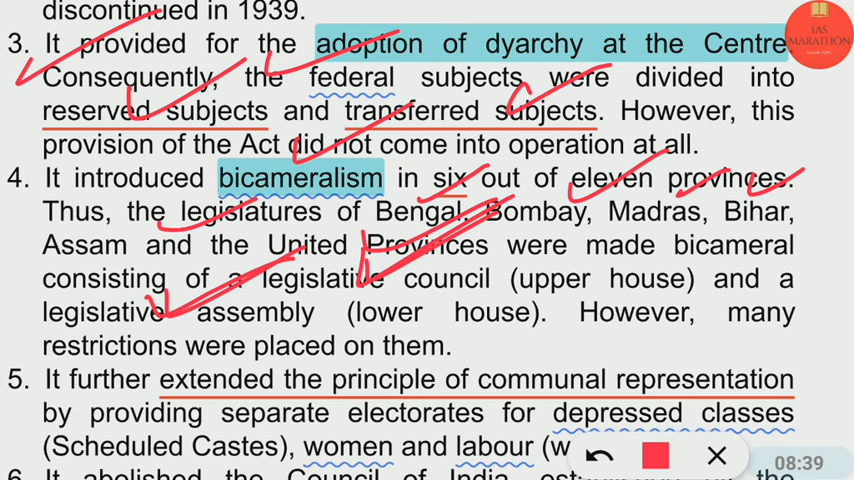 discontinued in 1939.
3. It provided for the adoption of dyarchy at the Centre.
Consequently, the federal subjects were divided into
reserved subjects and transferred subjects. However, this
provision of the Act did not come into operation at all.
4. It introduced bicameralism in six out of eleven provinces.
Thus, the legislatures of Bengal, Bombay, Madras, Bihar,
Assam and the United Provinces were made bicameral
consisting of a legislative council (upper house) and a
legislative assembly (lower house). However, many
restrictions were placed on them.
5. It further extended the principle of communal representation
by providing separate electorates for depressed classes
(Scheduled Castes), women and labour (w
6. It abolished the Council of India, the
IAS
MARATHON
08:39